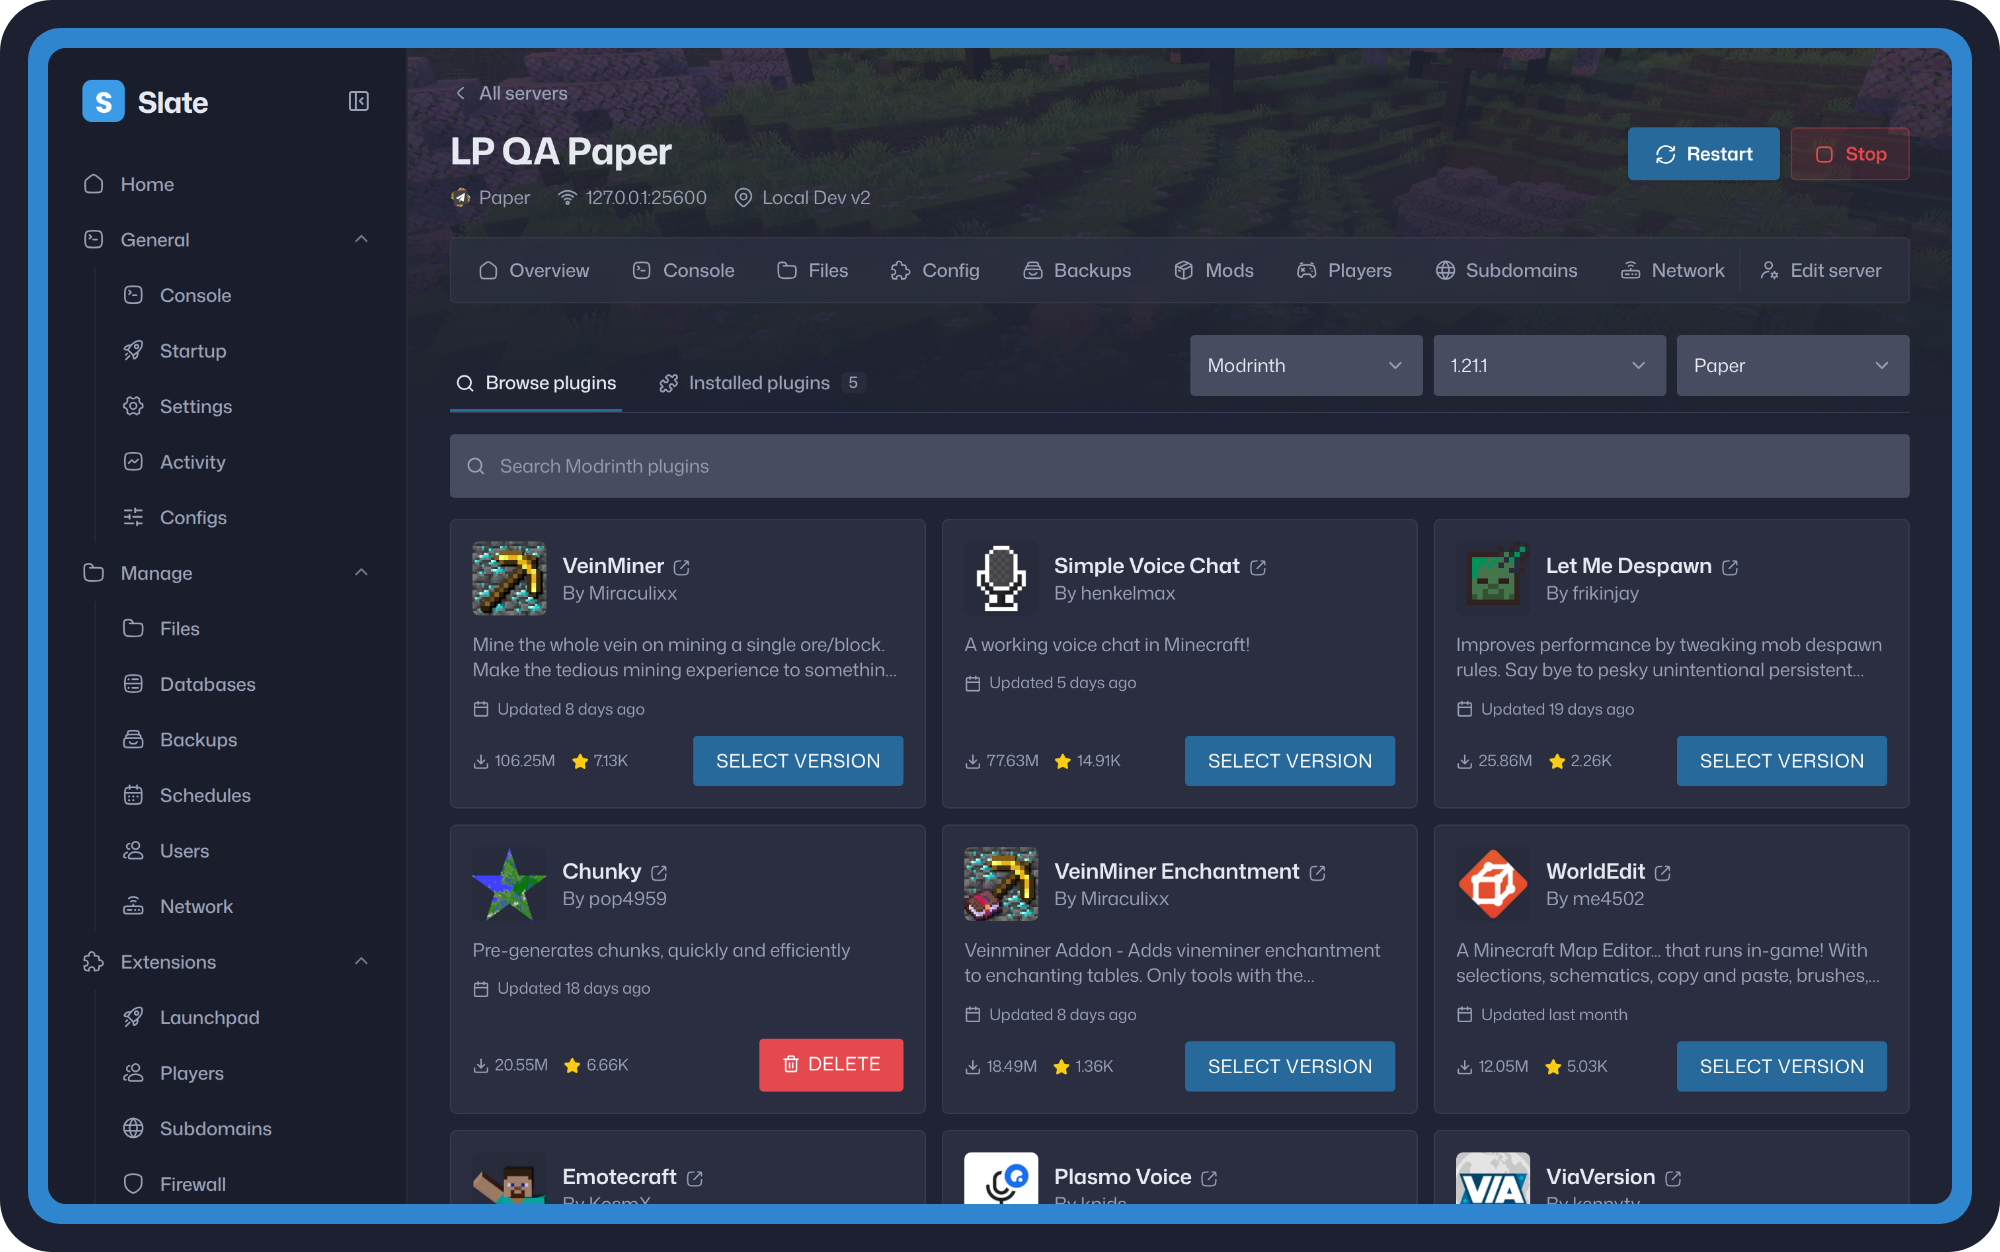 S Slate
Home
General
Console
Startup
Settings
Activity
Configs
Manage
Files
Databases
Backups
Schedules
Users
Network
Extensions
Launchpad
Players
Subdomains
Firewall
All servers
LP QA Paper
Paper 127.0.0.1:25600 Local Dev v2
Restart Stop
Overview Console Files Config Backups Mods Players Subdomains Network Edit server
Browse plugins Installed plugins 5
Modrinth 1.21.1 Paper
Search Modrinth plugins
VeinMiner
By Miraculixx
Mine the whole vein on mining a single ore/block.
Make the tedious mining experience to somethin...
Updated 8 days ago
106.25M 7.13K SELECT VERSION
Simple Voice Chat
By henkelmax
A working voice chat in Minecraft!
Updated 5 days ago
77.63M 14.91K SELECT VERSION
Let Me Despawn
By frikinjay
Improves performance by tweaking mob despawn
rules. Say bye to pesky unintentional persistent...
Updated 19 days ago
25.86M 2.26K SELECT VERSION
Chunky
By pop4959
Pre-generates chunks, quickly and efficiently
Updated 18 days ago
20.55M 6.66K DELETE
VeinMiner Enchantment
By Miraculixx
Veinminer Addon - Adds vineminer enchantment
to enchanting tables. Only tools with the...
Updated 8 days ago
18.49M 1.36K SELECT VERSION
WorldEdit
By me4502
A Minecraft Map Editor... that runs in-game! With
selections, schematics, copy and paste, brushes,...
Updated last month
12.05M 5.03K SELECT VERSION
Emotecraft
By KosmX
Plasmo Voice
By kpids
VIA
ViaVersion
By kennytv